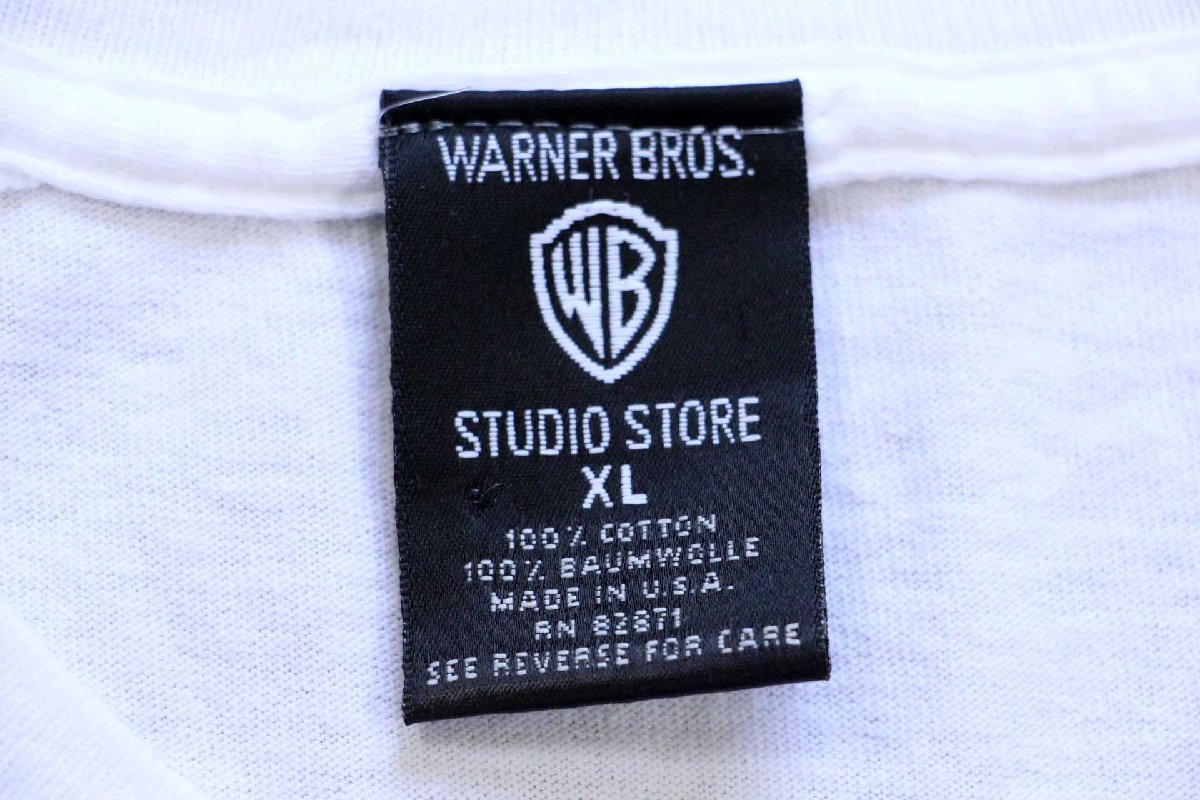 WARNER BROS.
WB
STUDIO STORE
XL
100% COTTON
100% BAUMWOLLE
MADE IN U.S.A.
RN 82871
SEE REVERSE FOR CARE